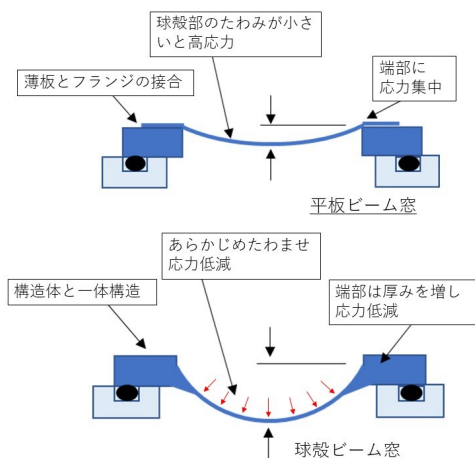 球殻部のたわみが小さ
いと高応力
薄板とフランジの接合
端部に
応力集中
平板ビーム窓
あらかじめたわませ
応力低減
構造体と一体構造
端部は厚みを増し
応力低減
球殻ビーム窓